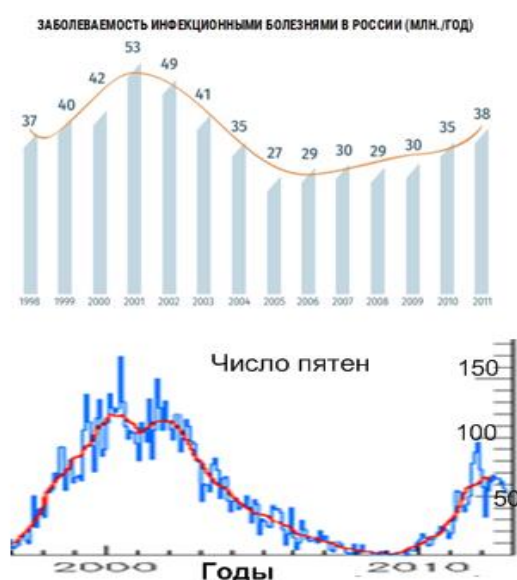 ЗАБОЛЕВАЕМОСТЬ ИНФЕКЦИОННЫМИ БОЛЕЗНЯМИ В РОССИИ (МЛН./ГОД)
37 40 42 53 49 41 35 27 29 30 29 30 35 38
1998 1999 2000 2001 2002 2003 2004 2005 2006 2007 2008 2009 2010 2011
Число пятен
150
100
50
2000 2010
Годы